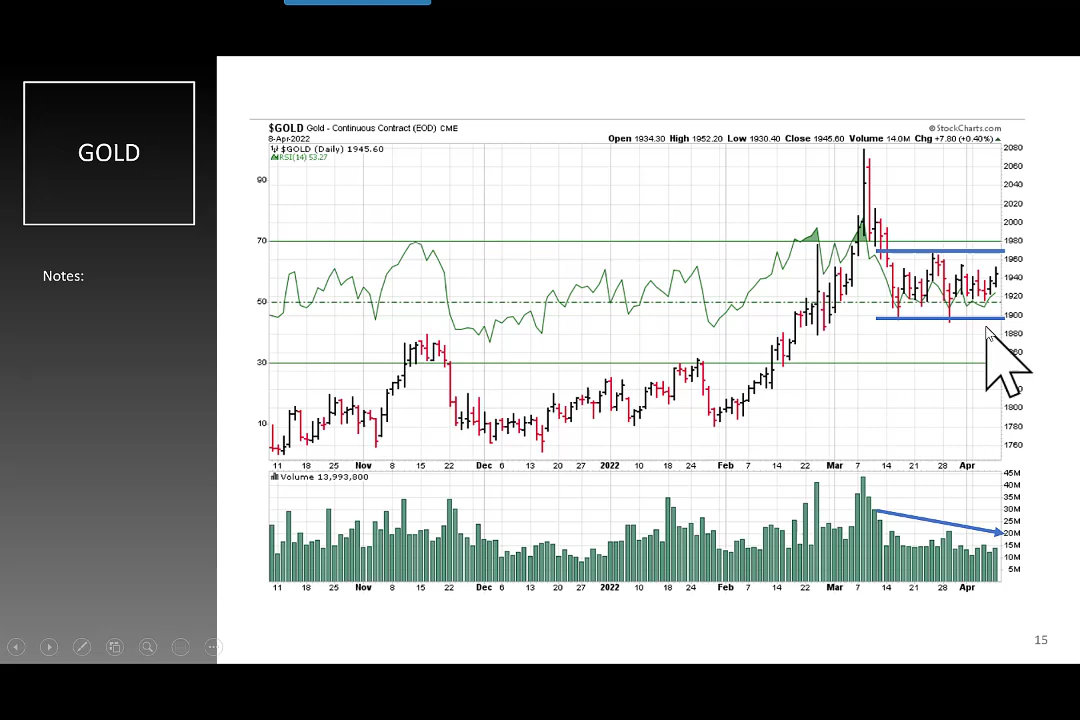 GOLD
Notes:
$GOLD Gold - Continuous Contract (EOD) CME
© StockCharts.com
8-Apr-2022
Open 1934.30 High 1952.20 Low 1930.40 Close 1945.60 Volume 14.0M Chg +7.80 (+0.40%)
$GOLD (Daily) 1945.60
RSI(14) 53.27
90
70
50
30
10
2080
2060
2040
2020
2000
1980
1960
1940
1920
1900
1880
1800
1780
1760
11 18 25 Nov 8 15 22 Dec 6 13 20 27 2022 10 18 24 Feb 7 14 22 Mar 7 14 21 28 Apr
Volume 13,993,800
45M
40M
35M
30M
25M
20M
15M
10M
5M
11 18 25 Nov 8 15 22 Dec 6 13 20 27 2022 10 18 24 Feb 7 14 22 Mar 7 14 21 28 Apr
15